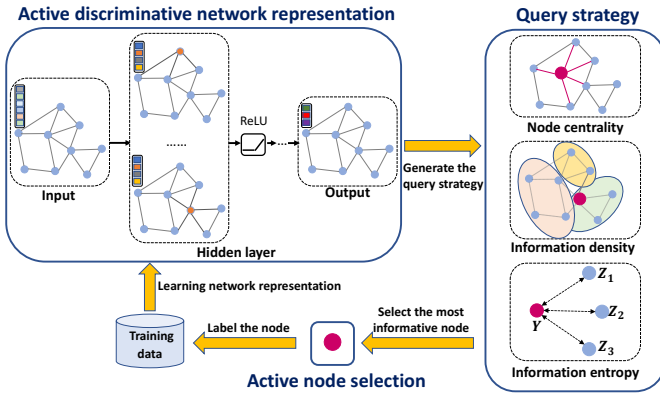 Active discriminative network representation
Query strategy
ReLU
......
...
Input
Hidden layer
Output
Generate the
query strategy
Node centrality
Information density
Z1
Z2
Z3
Y
Information entropy
Learning network representation
Training
data
Label the node
Select the most
informative node
Active node selection